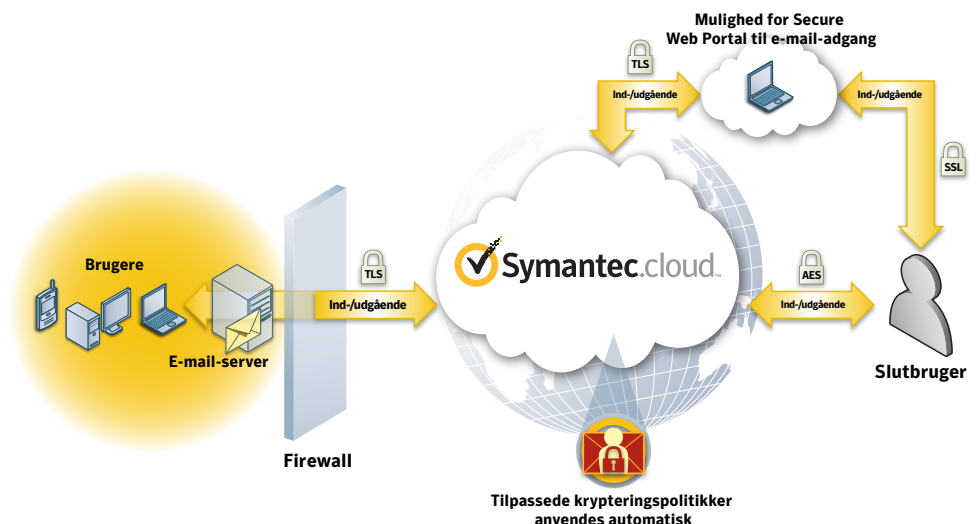 Mulighed for Secure
Web Portal til e-mail-adgang
TLS
Ind-/udgående
Ind-/udgående
SSL
Brugere
TLS
Symantec.cloud™
AES
Ind-/udgående
Ind-/udgående
E-mail-server
Slutbruger
Firewall
Tilpassede krypteringspolitikker
anvendes automatisk